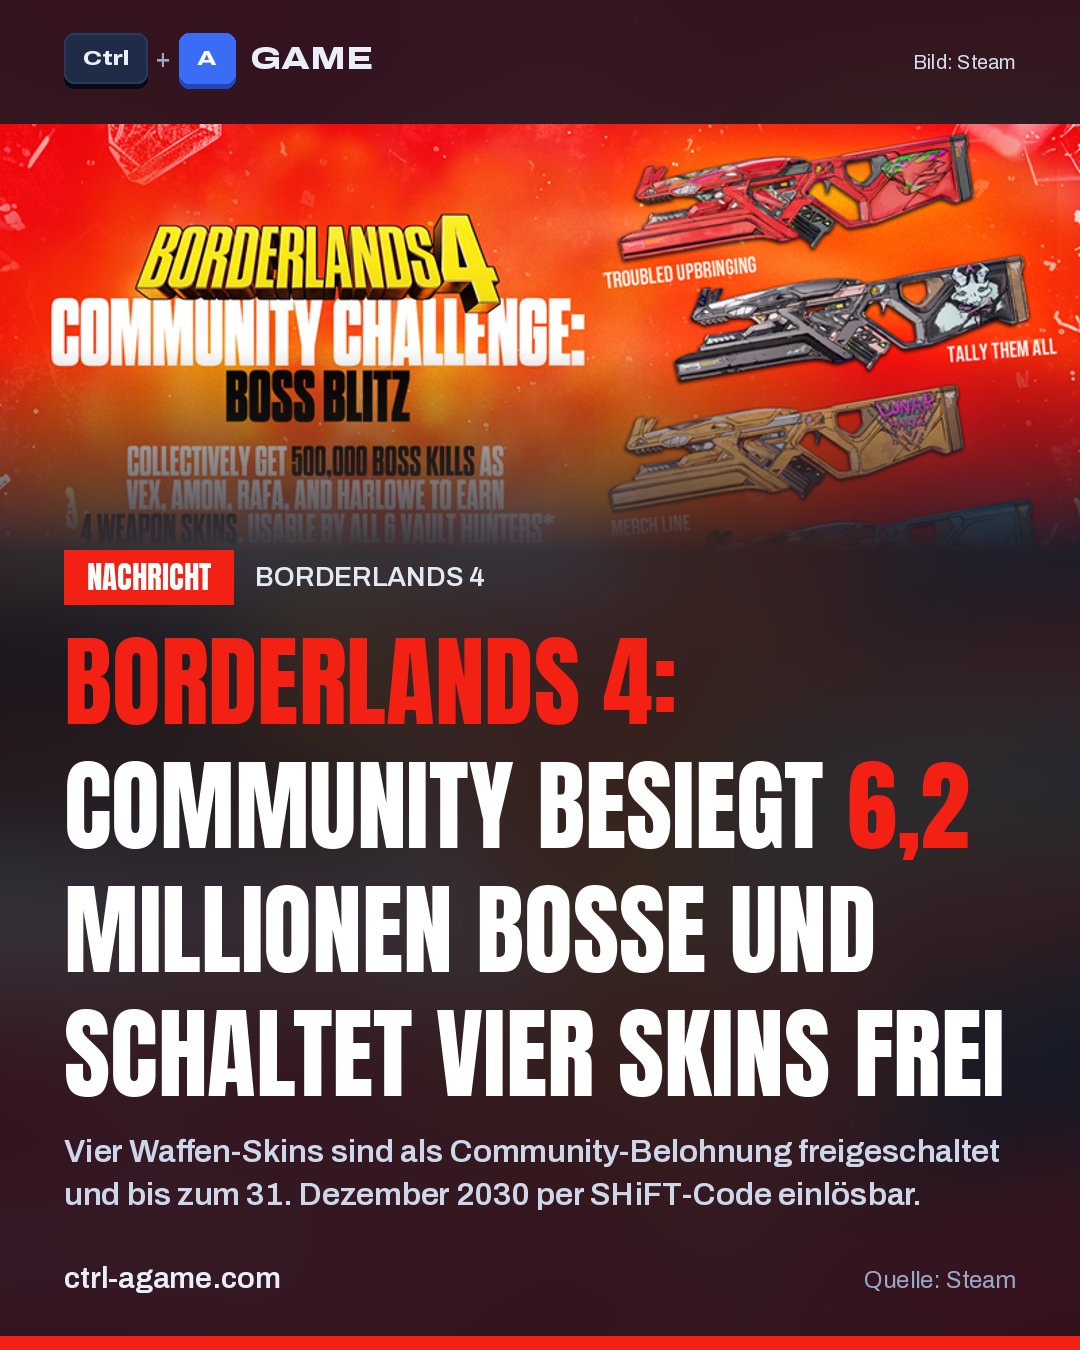 Ctrl + A GAME
Bild: Steam
BORDERLANDS 4
COMMUNITY CHALLENGE:
BOSS BLITZ
COLLECTIVELY GET 500,000 BOSS KILLS AS
VEX, AMON, RAFA, AND HARLOWE TO EARN
4 WEAPON SKINS, USABLE BY ALL 6 VAULT HUNTERS*
TROUBLED UPBRINGING
TALLY THEM ALL
MERCH LINE
NACHRICHT
BORDERLANDS 4
BORDERLANDS 4:
COMMUNITY BESIEGT 6,2
MILLIONEN BOSSE UND
SCHALTET VIER SKINS FREI
Vier Waffen-Skins sind als Community-Belohnung freigeschaltet
und bis zum 31. Dezember 2030 per SHiFT-Code einlösbar.
ctrl-agame.com
Quelle: Steam